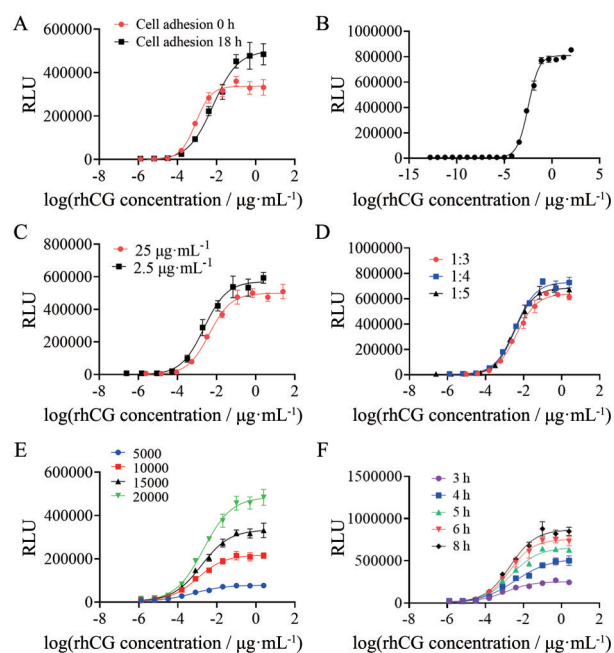 A
Cell adhesion 0 h
Cell adhesion 18 h
RLU
600000
400000
200000
0
-8 -6 -4 -2 0 2
log(rhCG concentration / μg·mL⁻¹)
B
RLU
1000000
800000
600000
400000
200000
0
-15 -10 -5 0 5
log(rhCG concentration / μg·mL⁻¹)
C
25 μg·mL⁻¹
2.5 μg·mL⁻¹
RLU
800000
600000
400000
200000
0
-8 -6 -4 -2 0 2
log(rhCG concentration / μg·mL⁻¹)
D
1:3
1:4
1:5
RLU
1000000
800000
600000
400000
200000
0
-8 -6 -4 -2 0 2
log(rhCG concentration / μg·mL⁻¹)
E
5000
10000
15000
20000
RLU
600000
400000
200000
0
-8 -6 -4 -2 0 2
log(rhCG concentration / μg·mL⁻¹)
F
3 h
4 h
5 h
6 h
8 h
RLU
1500000
1000000
500000
0
-8 -6 -4 -2 0 2
log(rhCG concentration / μg·mL⁻¹)